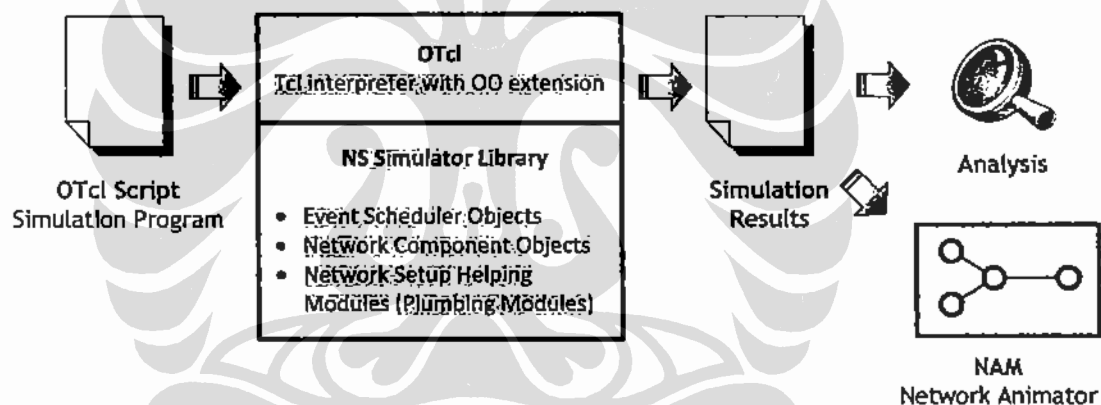 OTcl
Tcl interpreter with OO extension
NS Simulator Library
• Event Scheduler Objects
• Network Component Objects
• Network Setup Helping
Modules (Plumbing Modules)
OTcl Script
Simulation Program
Simulation
Results
Analysis
NAM
Network Animator